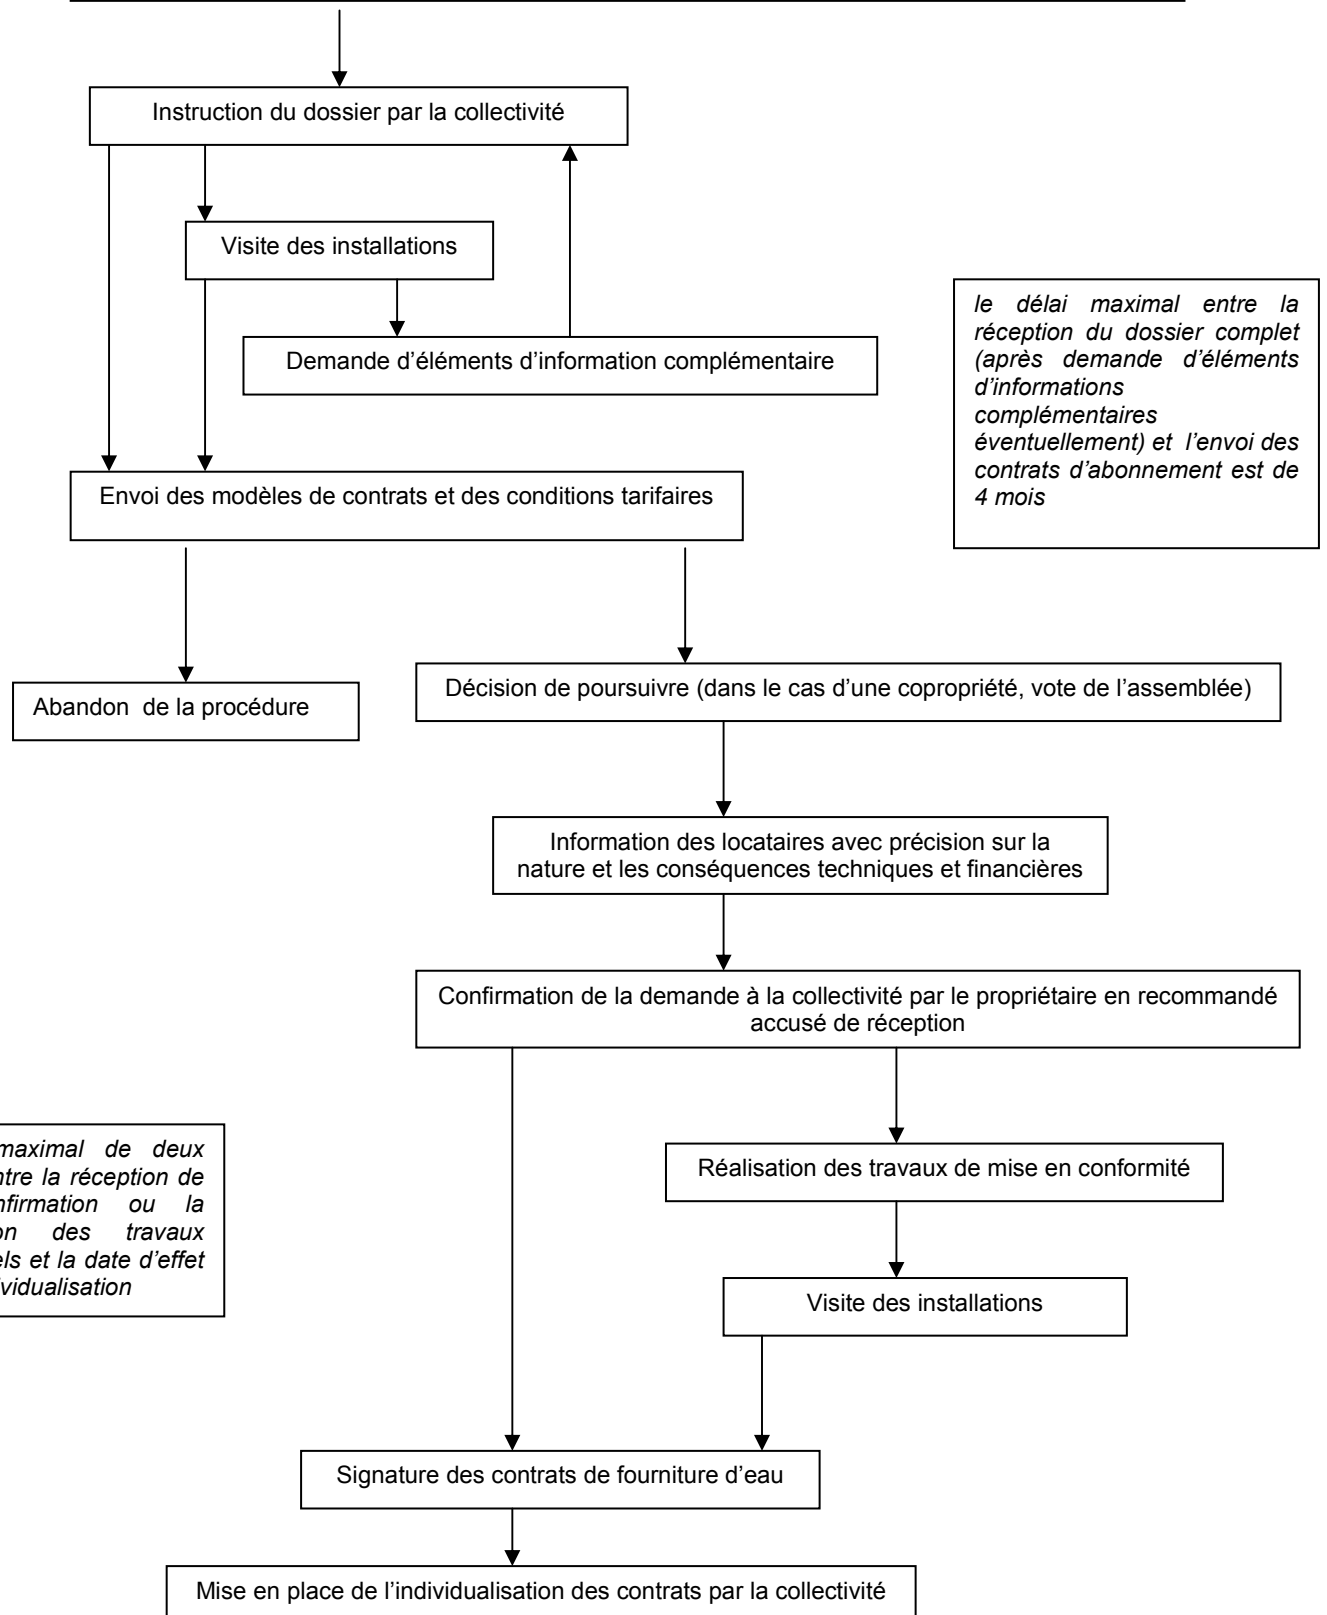 Instruction du dossier par la collectivité
Visite des installations
le délai maximal entre la
réception du dossier complet
(après demande d'éléments
d'informations
complémentaires
éventuellement) et l'envoi des
contrats d'abonnement est de
4 mois
Demande d'éléments d'information complémentaire
Envoi des modèles de contrats et des conditions tarifaires
Abandon de la procédure
Décision de poursuivre (dans le cas d'une copropriété, vote de l'assemblée)
Information des locataires avec précision sur la
nature et les conséquences techniques et financières
Confirmation de la demande à la collectivité par le propriétaire en recommandé
accusé de réception
maximal de deux
ntre la réception de
nfirmation ou la
on des travaux
els et la date d'effet
ividualisation
Réalisation des travaux de mise en conformité
Visite des installations
Signature des contrats de fourniture d'eau
Mise en place de l'individualisation des contrats par la collectivité